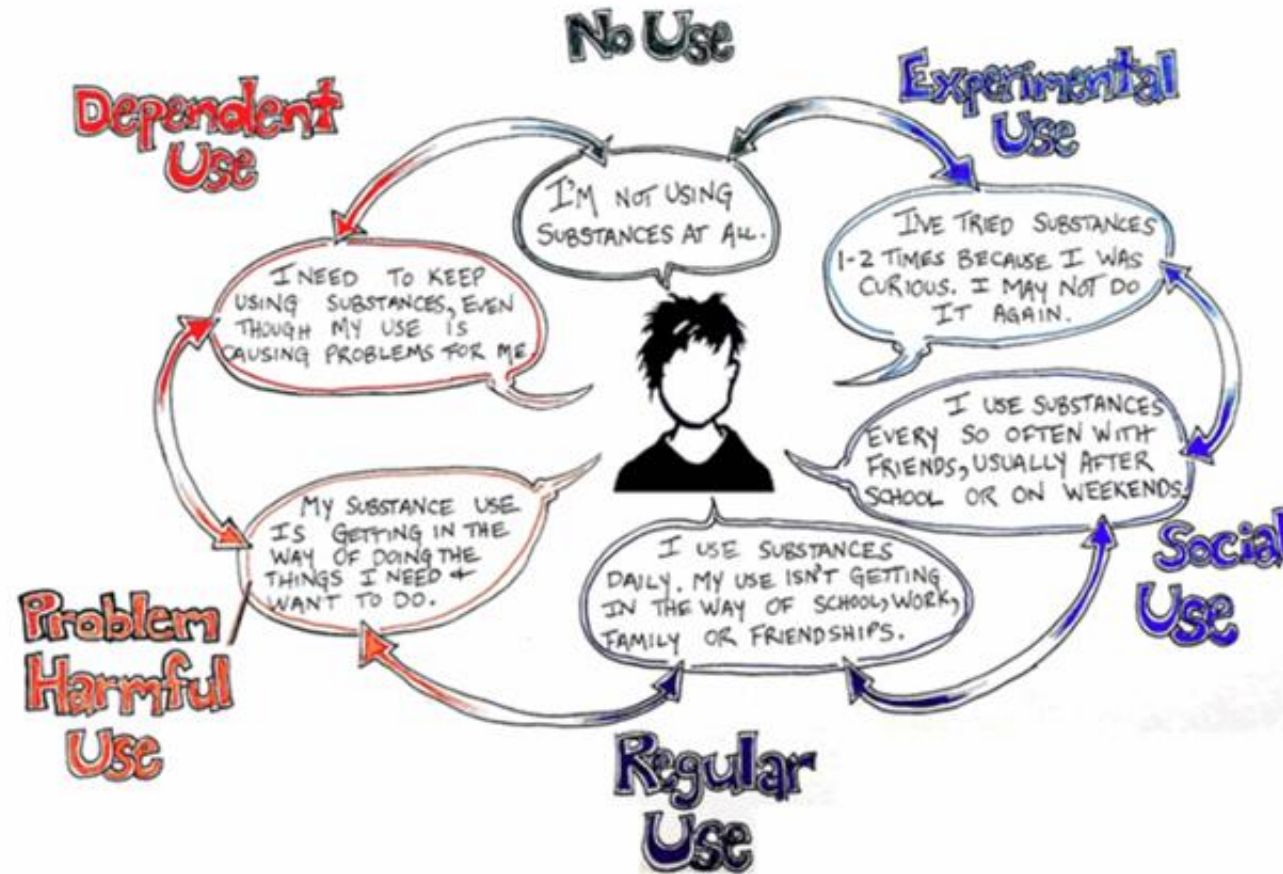 No Use
I'M NOT USING
SUBSTANCES AT ALL.
Experimental
Use
I'VE TRIED SUBSTANCES
1-2 TIMES BECAUSE I WAS
CURIOUS. I MAY NOT DO
IT AGAIN.
I USE SUBSTANCES
EVERY SO OFTEN WITH
FRIENDS, USUALLY AFTER
SCHOOL OR ON WEEKENDS.
Social
Use
I USE SUBSTANCES
DAILY. MY USE ISN'T GETTING
IN THE WAY OF SCHOOL, WORK,
FAMILY OR FRIENDSHIPS.
Regular
Use
MY SUBSTANCE USE
IS GETTING IN THE
WAY OF DOING THE
THINGS I NEED +
WANT TO DO.
Problem
Harmful
Use
Dependent
Use
I NEED TO KEEP
USING SUBSTANCES, EVEN
THOUGH MY USE IS
CAUSING PROBLEMS FOR ME